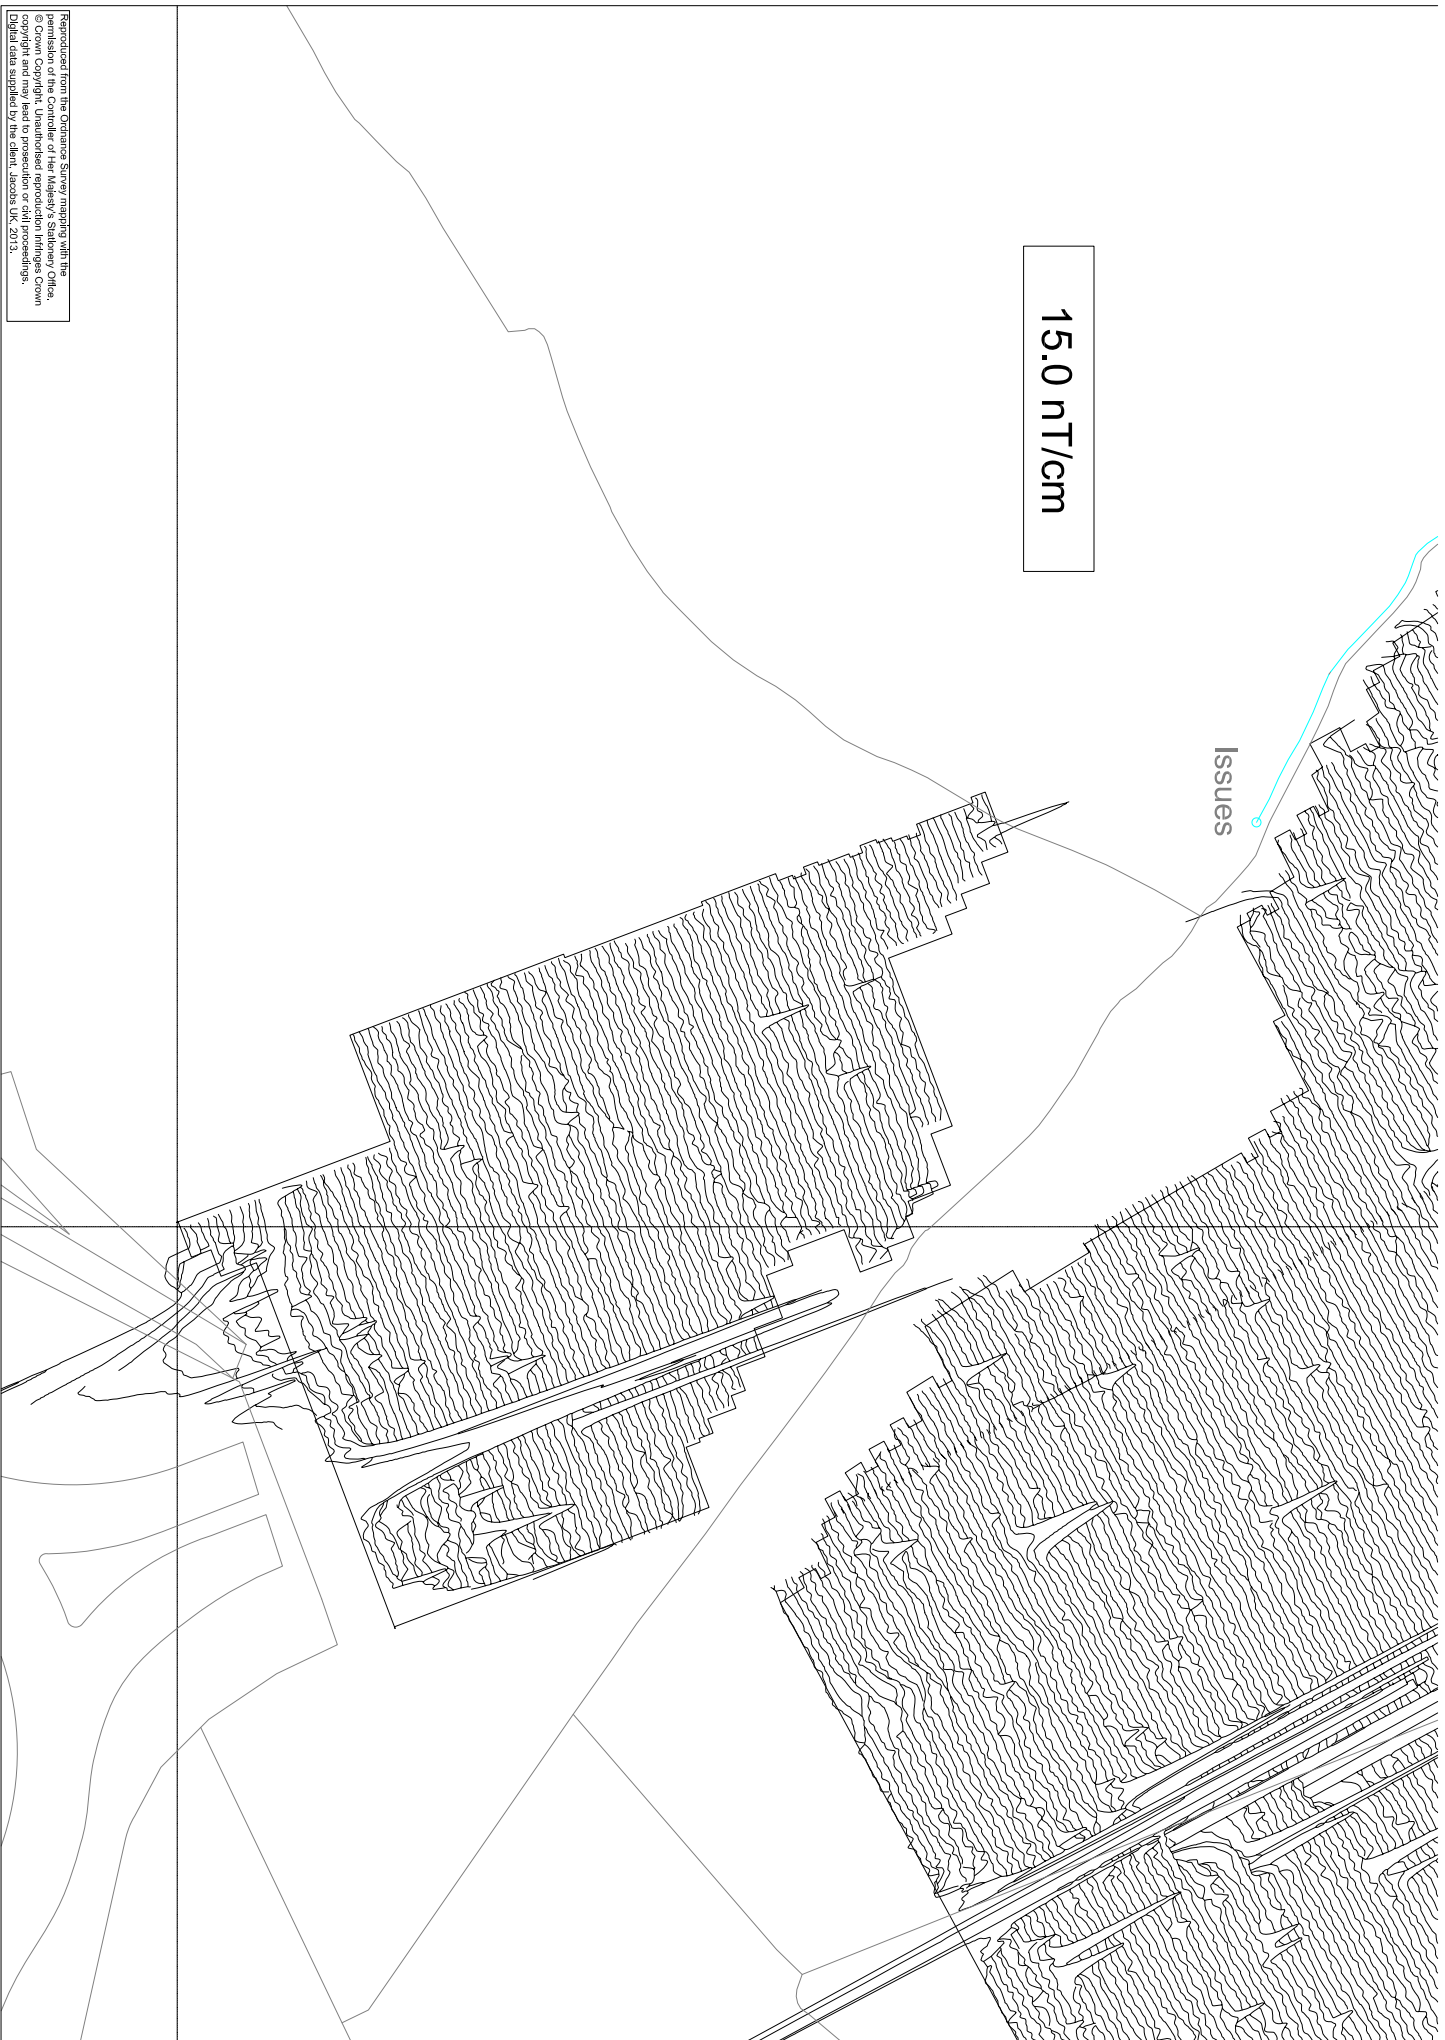 Reproduced from the Ordnance Survey mapping with the
permission of the Controller of Her Majesty's Stationery Office.
© Crown Copyright. Unauthorised reproduction infringes Crown
copyright and may lead to prosecution or civil proceedings.
Digital data supplied by the client, Jacobs UK, 2013.
15.0 nT/cm
Issues